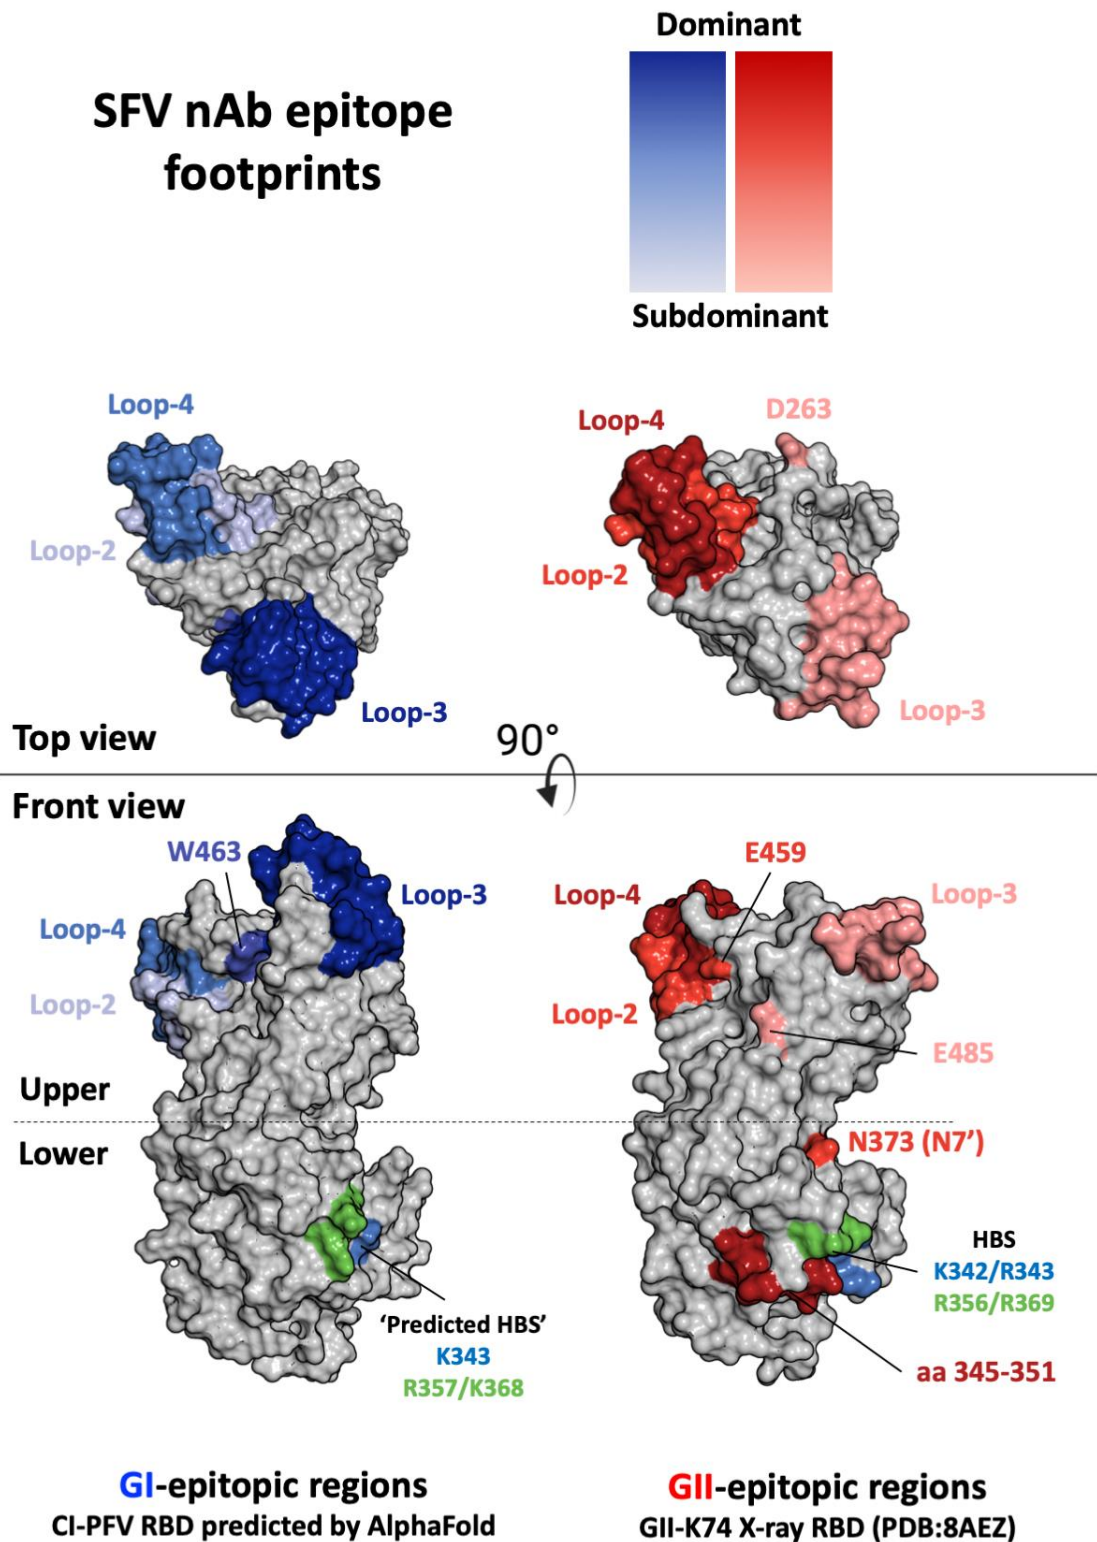 SFV nAb epitope
footprints
Dominant
Subdominant
Loop-4
Loop-2
Loop-3
Loop-4
D263
Loop-2
Loop-3
Top view
90°
Front view
W463
Loop-3
Loop-4
Loop-2
E459
Loop-4
Loop-3
Loop-2
E485
Upper
Lower
N373 (N7’)
‘Predicted HBS’
K343
R357/K368
HBS
K342/R343
R356/R369
aa 345-351
GI-epitopic regions
CI-PFV RBD predicted by AlphaFold
GII-epitopic regions
GII-K74 X-ray RBD (PDB:8AEZ)